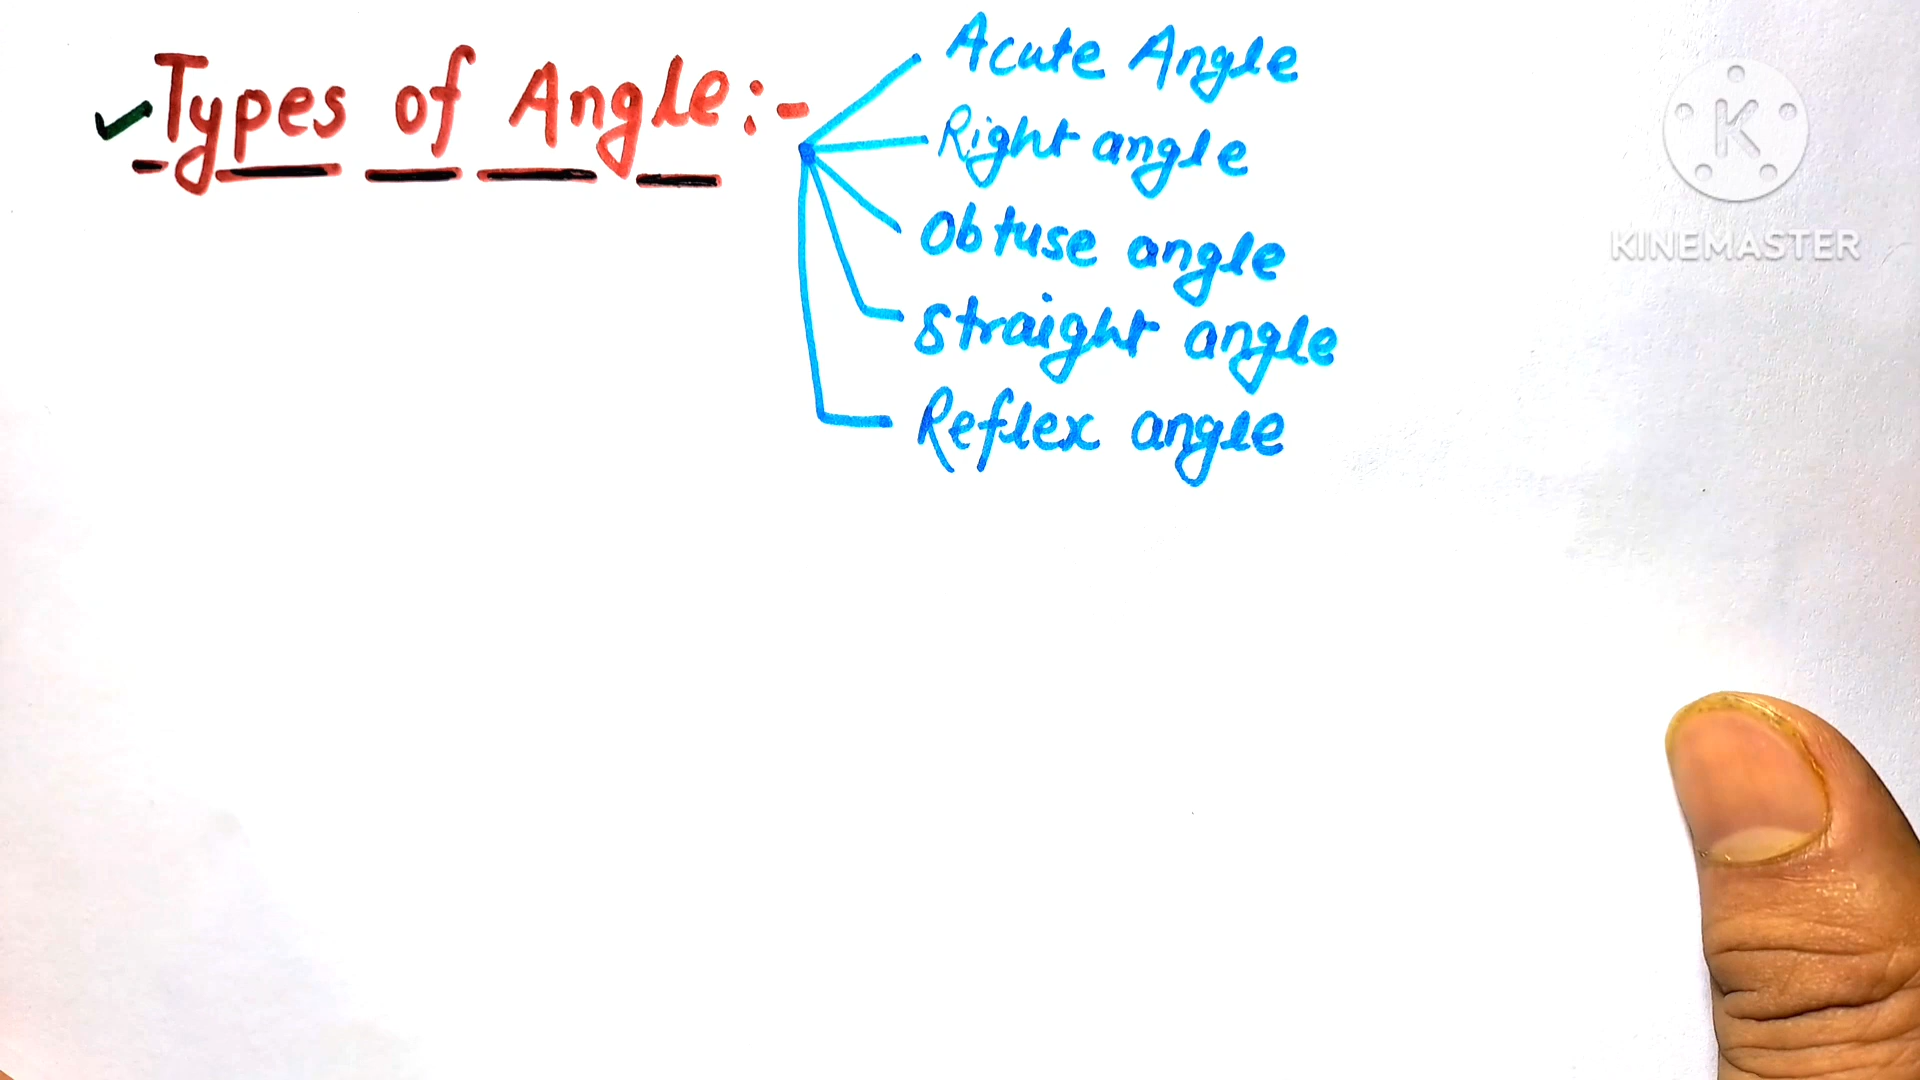 Types of Angle:-
Acute Angle
Right angle
Obtuse angle
Straight angle
Reflex angle
K
KINEMASTER